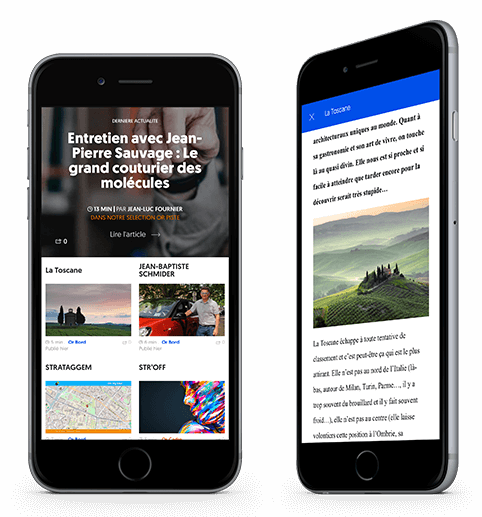 DERNIERE ACTUALITE
Entretien avec Jean-
Pierre Sauvage : Le
grand couturier des
molécules
13 MIN | PAR JEAN-LUC FOURNIER
DANS NOTRE SELECTION OR PISTE
Lire l'article
0
La Toscane
JEAN-BAPTISTE
SCHMIDER
5 min Or Bord
Publié hier
Or Bord
Publié hier
STRATAGGEM
STR'OFF
La Toscane
architecturaux uniques au monde. Quant à
sa gastronomie et son art de vivre, on touche
là au quasi divin. Elle nous est si proche et si
facile à atteindre que tarder encore pour la
découvrir serait très stupide…
La Toscane échappe à toute tentative de
classement et c'est peut-être ça qui est le plus
attirant. Elle n'est pas au nord de l'Italie (là-
bas, autour de Milan, Turin, Parme…, il y a
trop souvent du brouillard et il y fait souvent
froid…), elle n'est pas au centre (elle laisse
volontiers cette position à l'Ombrie, sa